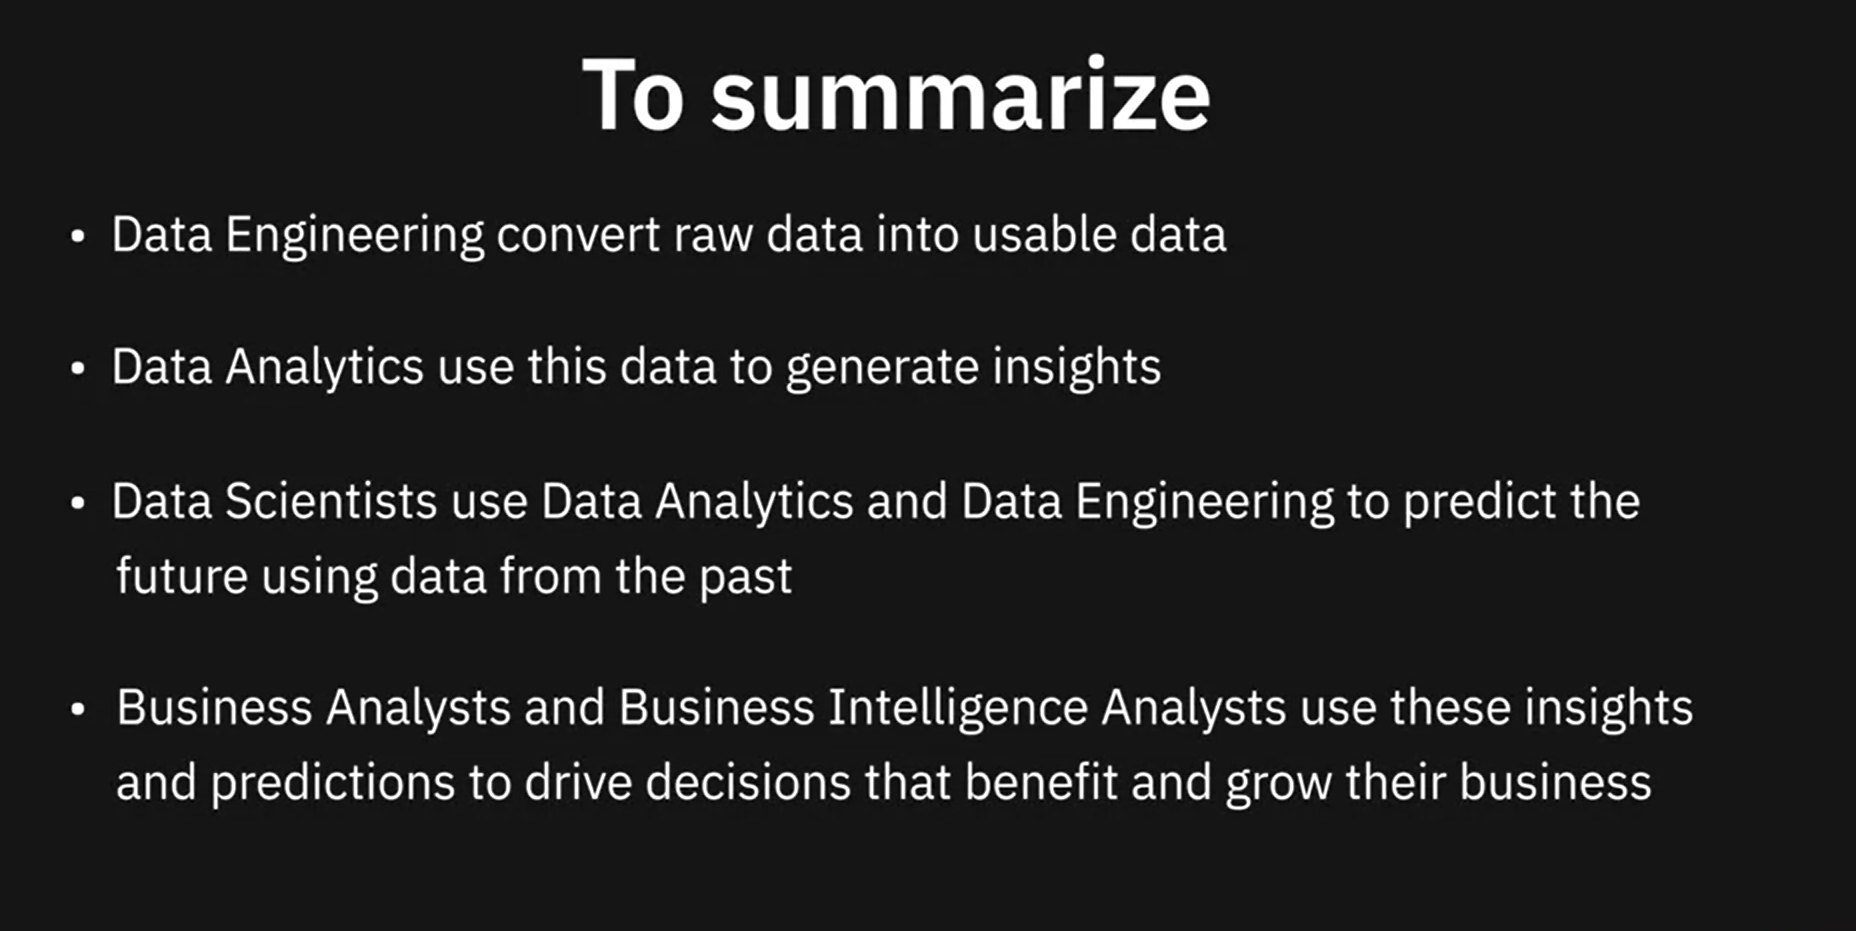 To summarize
• Data Engineering convert raw data into usable data
• Data Analytics use this data to generate insights
• Data Scientists use Data Analytics and Data Engineering to predict the
future using data from the past
• Business Analysts and Business Intelligence Analysts use these insights
and predictions to drive decisions that benefit and grow their business